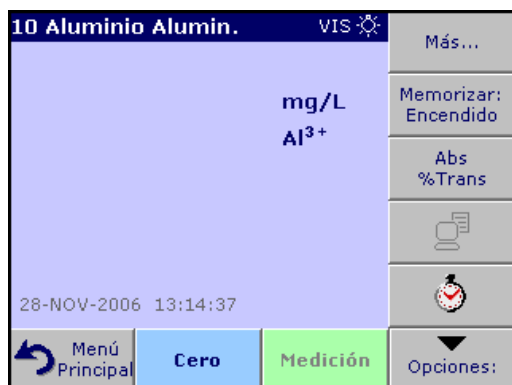 10 Aluminio Alumin. VIS
Más...
mg/L
Al³⁺
Memorizar:
Encendido
Abs
%Trans
28-NOV-2006 13:14:37
Menú
Principal
Cero
Medición
Opciones: